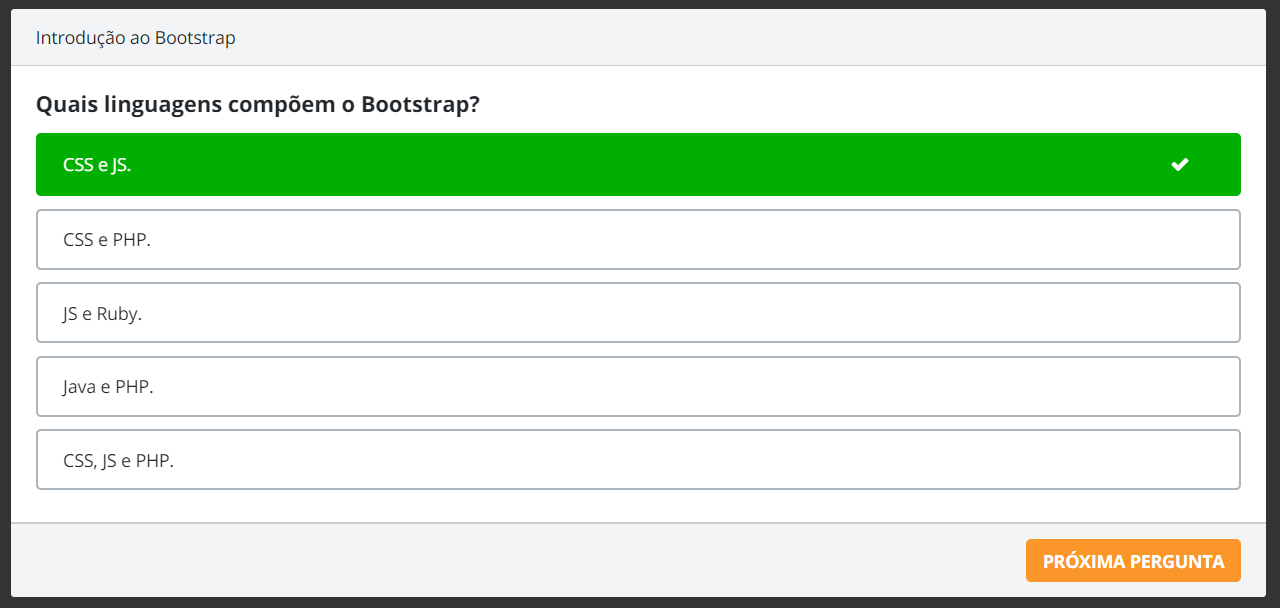 Introdução ao Bootstrap
Quais linguagens compõem o Bootstrap?
CSS e JS.
CSS e PHP.
JS e Ruby.
Java e PHP.
CSS, JS e PHP.
PRÓXIMA PERGUNTA